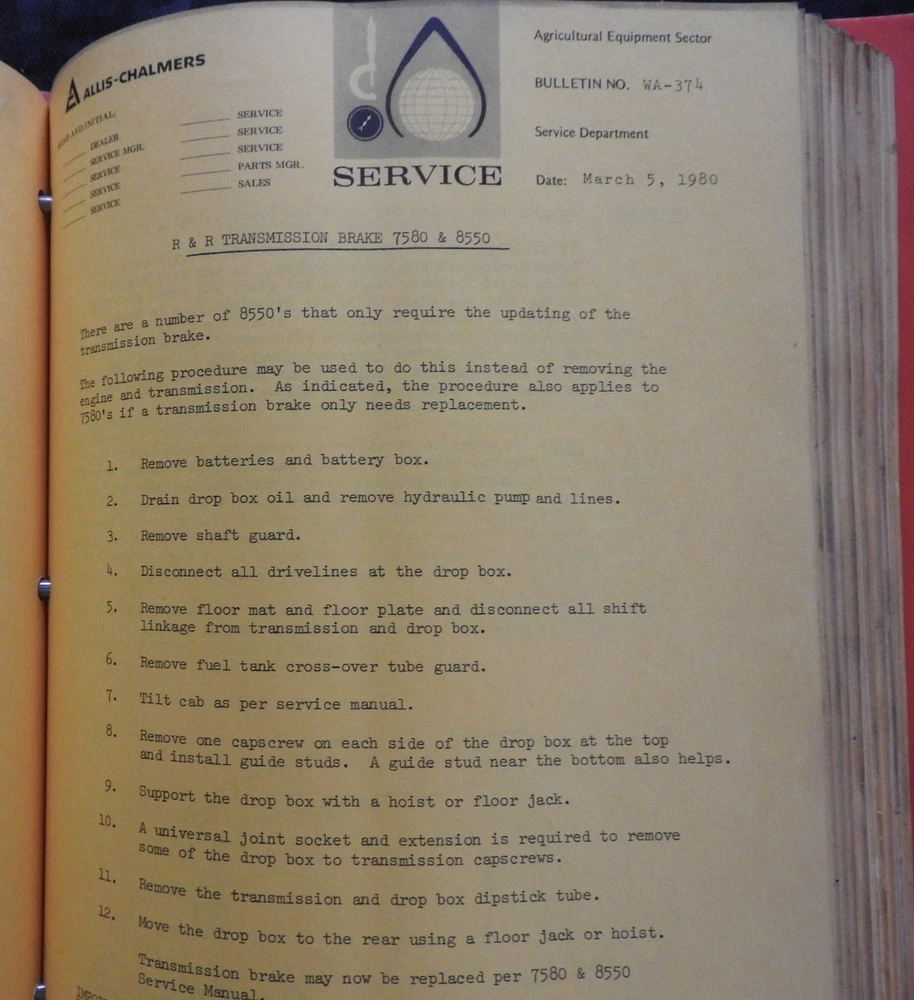 ALLIS-CHALMERS
AND INITIAL:
DEALER
SERVICE MGR.
SERVICE
SERVICE
SERVICE
SERVICE
SERVICE
SERVICE
PARTS MGR.
SALES
SERVICE
Agricultural Equipment Sector
BULLETIN NO. WA-374
Service Department
Date: March 5, 1980
R & R TRANSMISSION BRAKE 7580 & 8550
There are a number of 8550's that only require the updating of the
transmission brake.
The following procedure may be used to do this instead of removing the
engine and transmission. As indicated, the procedure also applies to
7580's if a transmission brake only needs replacement.
1. Remove batteries and battery box.
2. Drain drop box oil and remove hydraulic pump and lines.
3. Remove shaft guard.
4. Disconnect all drivelines at the drop box.
5. Remove floor mat and floor plate and disconnect all shift
linkage from transmission and drop box.
6. Remove fuel tank cross-over tube guard.
7. Tilt cab as per service manual.
8. Remove one capscrew on each side of the drop box at the top
and install guide studs. A guide stud near the bottom also helps.
9. Support the drop box with a hoist or floor jack.
10. A universal joint socket and extension is required to remove
some of the drop box to transmission capscrews.
11. Remove the transmission and drop box dipstick tube.
12. Move the drop box to the rear using a floor jack or hoist.
Transmission brake may now be replaced per 7580 & 8550
Service Manual.